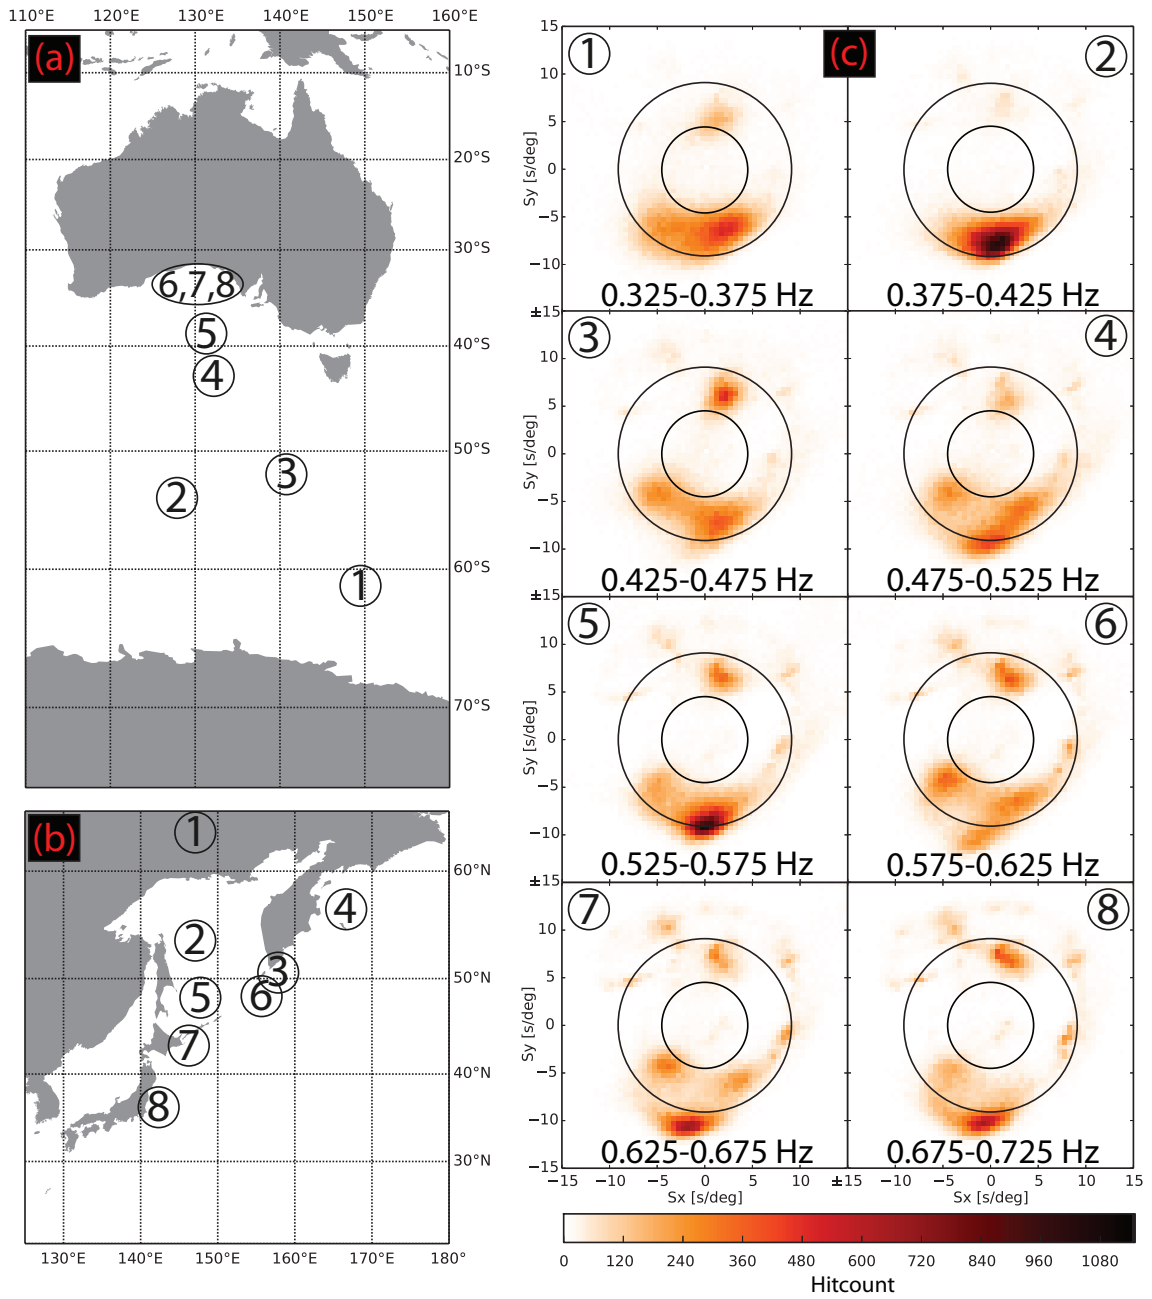 110°E 120°E 130°E 140°E 150°E 160°E
(a)
10°S
20°S
30°S
6,7,8
5
40°S
4
50°S
3
2
60°S
1
70°S
(b)
1
60°N
4
2
3
50°N
5 6
7
40°N
8
30°N
130°E 140°E 150°E 160°E 170°E 180°
(c)
15
10
5
0
−5
−10
±15
Sy [s/deg]
1
0.325-0.375 Hz
2
0.375-0.425 Hz
10
5
0
−5
−10
±15
Sy [s/deg]
3
0.425-0.475 Hz
4
0.475-0.525 Hz
10
5
0
−5
−10
±15
Sy [s/deg]
5
0.525-0.575 Hz
6
0.575-0.625 Hz
10
5
0
−5
−10
−15
Sy [s/deg]
7
0.625-0.675 Hz
8
0.675-0.725 Hz
−15 −10 −5 0 5 10 ±15 −10 −5 0 5 10 15
Sx [s/deg] Sx [s/deg]
0 120 240 360 480 600 720 840 960 1080
Hitcount